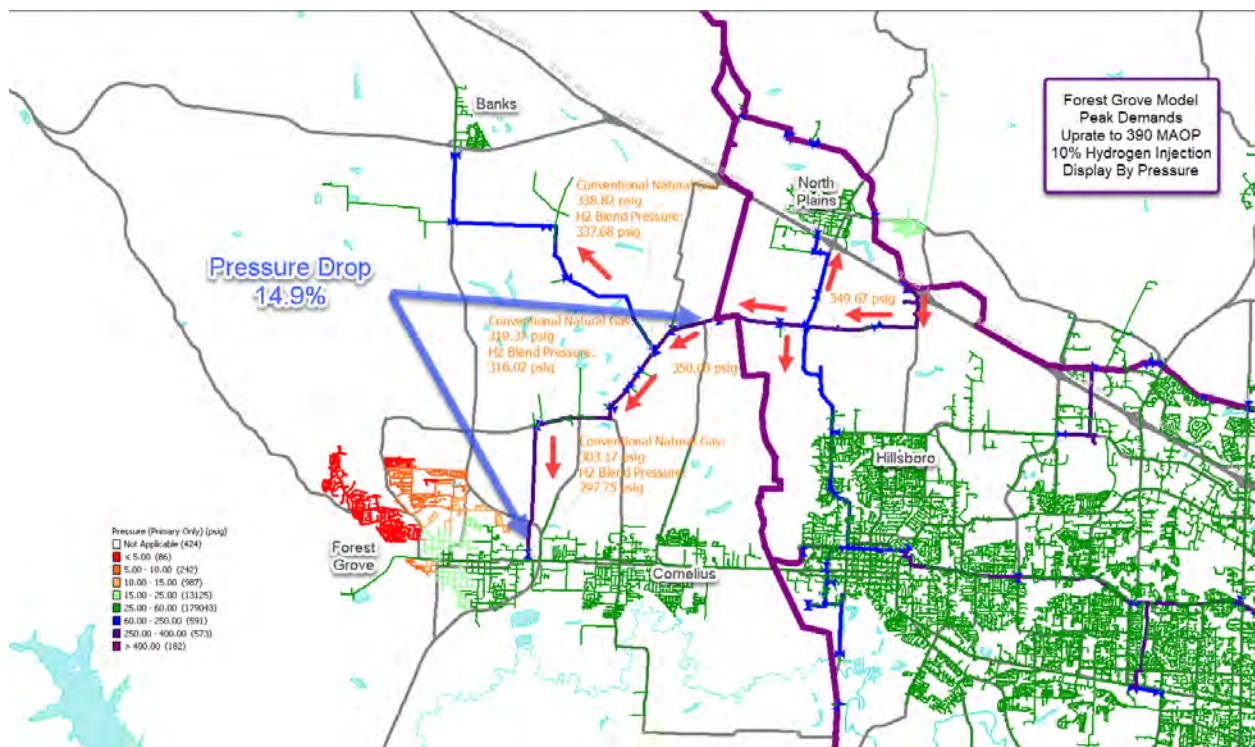 Banks
Forest Grove Model
Peak Demands
Uprate to 390 MAOP
10% Hydrogen Injection
Display By Pressure
Conventional Natural Gas:
338.82 psig
H2 Blend Pressure:
337.68 psig
North
Plains
Pressure Drop
14.9%
349.67 psig
Conventional Natural Gas:
H2 Blend Pressure:
316.02 psig
350.00 psig
Conventional Natural Gas:
303.17 psig
H2 Blend Pressure:
297.75 psig
Hillsboro
Forest
Grove
Cornelius
Pressure (Primary Only) (psig)
Not Applicable (424)
< 5.00 (86)
5.00 - 10.00 (242)
10.00 - 15.00 (987)
15.00 - 25.00 (13125)
25.00 - 60.00 (179043)
60.00 - 250.00 (591)
250.00 - 400.00 (573)
> 400.00 (182)